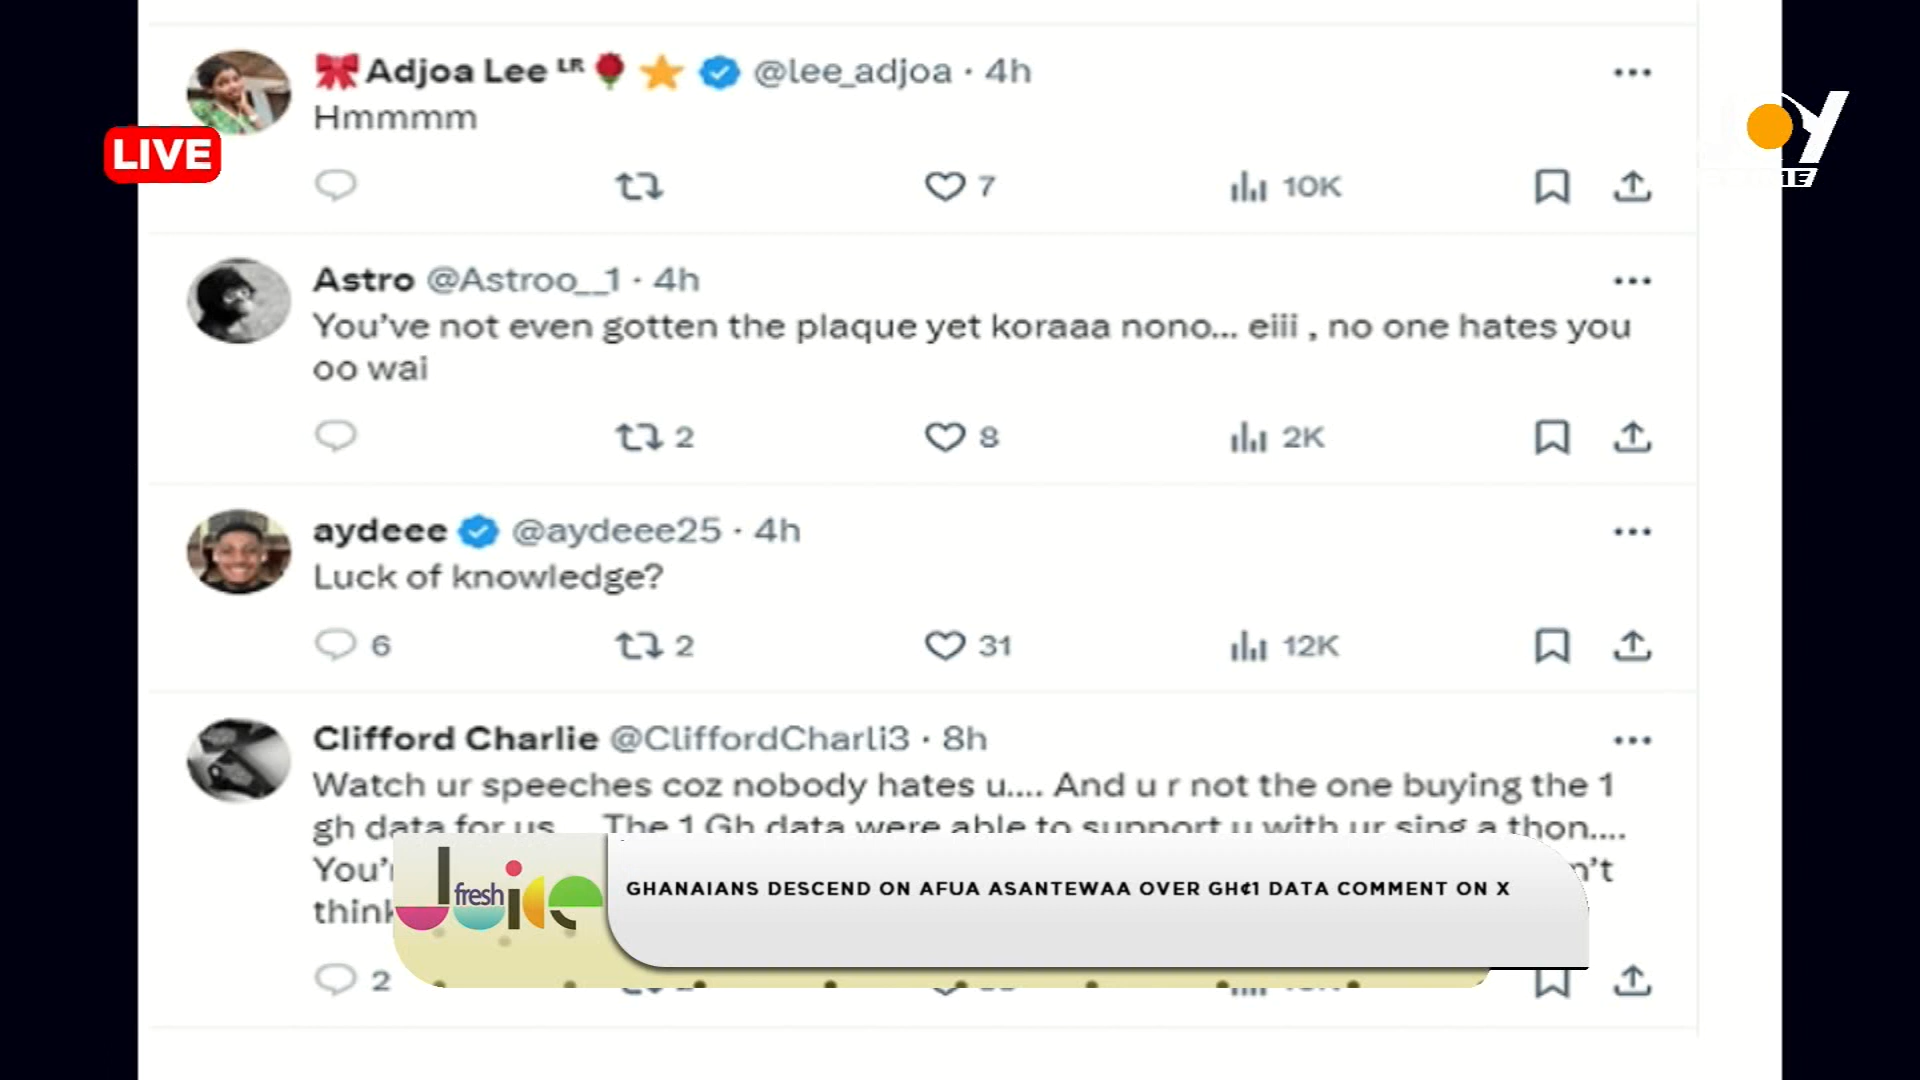 Adjoa Lee LR @lee_adjoa · 4h
Hmmmm
LIVE
7 10K
Astro @Astroo__1 · 4h
You've not even gotten the plaque yet koraaa nono... eiii , no one hates you
oo wai
2 8 2K
aydeee @aydeee25 · 4h
Luck of knowledge?
6 2 31 12K
Clifford Charlie @CliffordCharli3 · 8h
Watch ur speeches coz nobody hates u.... And u r not the one buying the 1
gh data for us.... The 1 Gh data were able to support u with ur sing a thon....
Juice
fresh
GHANAIANS DESCEND ON AFUA ASANTEWAA OVER GH¢1 DATA COMMENT ON X
2